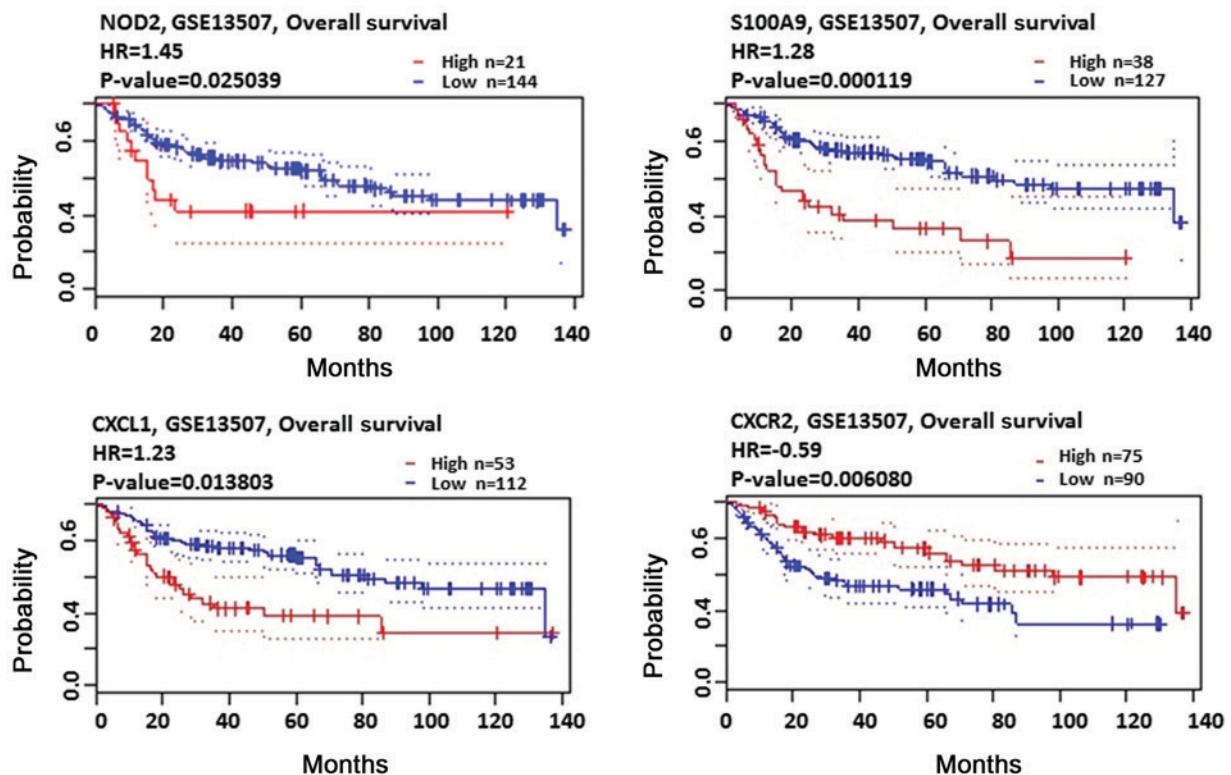 NOD2, GSE13507, Overall survival
HR=1.45
P-value=0.025039
High n=21
Low n=144
Probability
0.6
0.4
0.0
0 20 40 60 80 100 120 140
Months
S100A9, GSE13507, Overall survival
HR=1.28
P-value=0.000119
High n=38
Low n=127
Probability
0.6
0.4
0.0
0 20 40 60 80 100 120 140
Months
CXCL1, GSE13507, Overall survival
HR=1.23
P-value=0.013803
High n=53
Low n=112
Probability
0.6
0.4
0.0
0 20 40 60 80 100 120 140
Months
CXCR2, GSE13507, Overall survival
HR=-0.59
P-value=0.006080
High n=75
Low n=90
Probability
0.6
0.4
0.0
0 20 40 60 80 100 120 140
Months